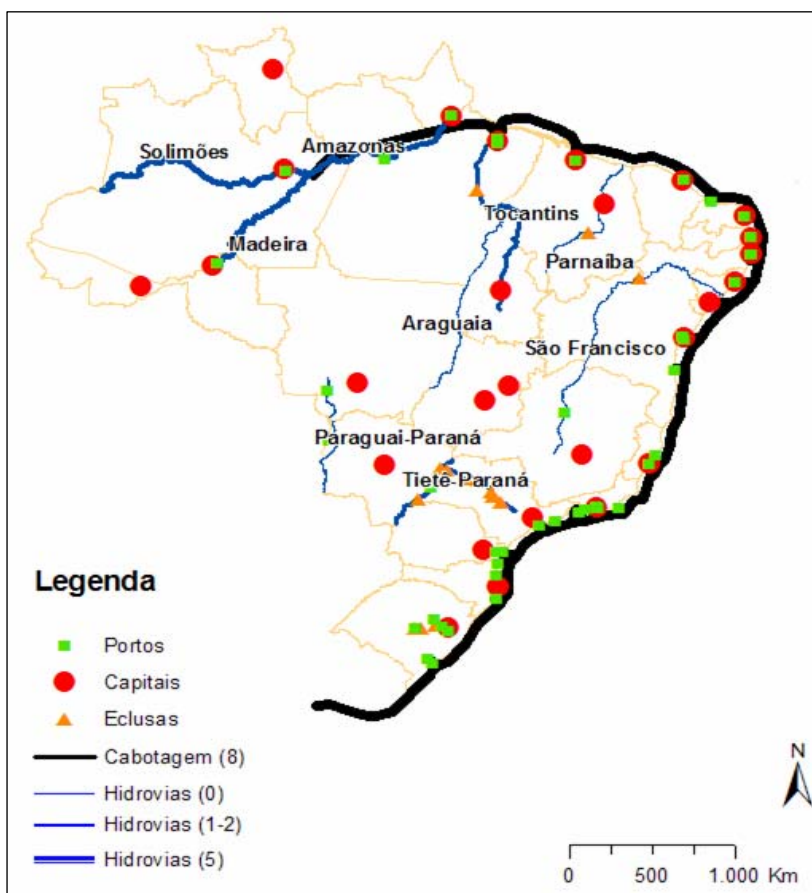 Solimões
Amazonas
Madeira
Tocantins
Parnaíba
Araguaia
São Francisco
Paraguai-Paraná
Tietê-Paraná
Legenda
Portos
Capitais
Eclusas
Cabotagem (8)
Hidrovias (0)
Hidrovias (1-2)
Hidrovias (5)
N
0 500 1.000 Km